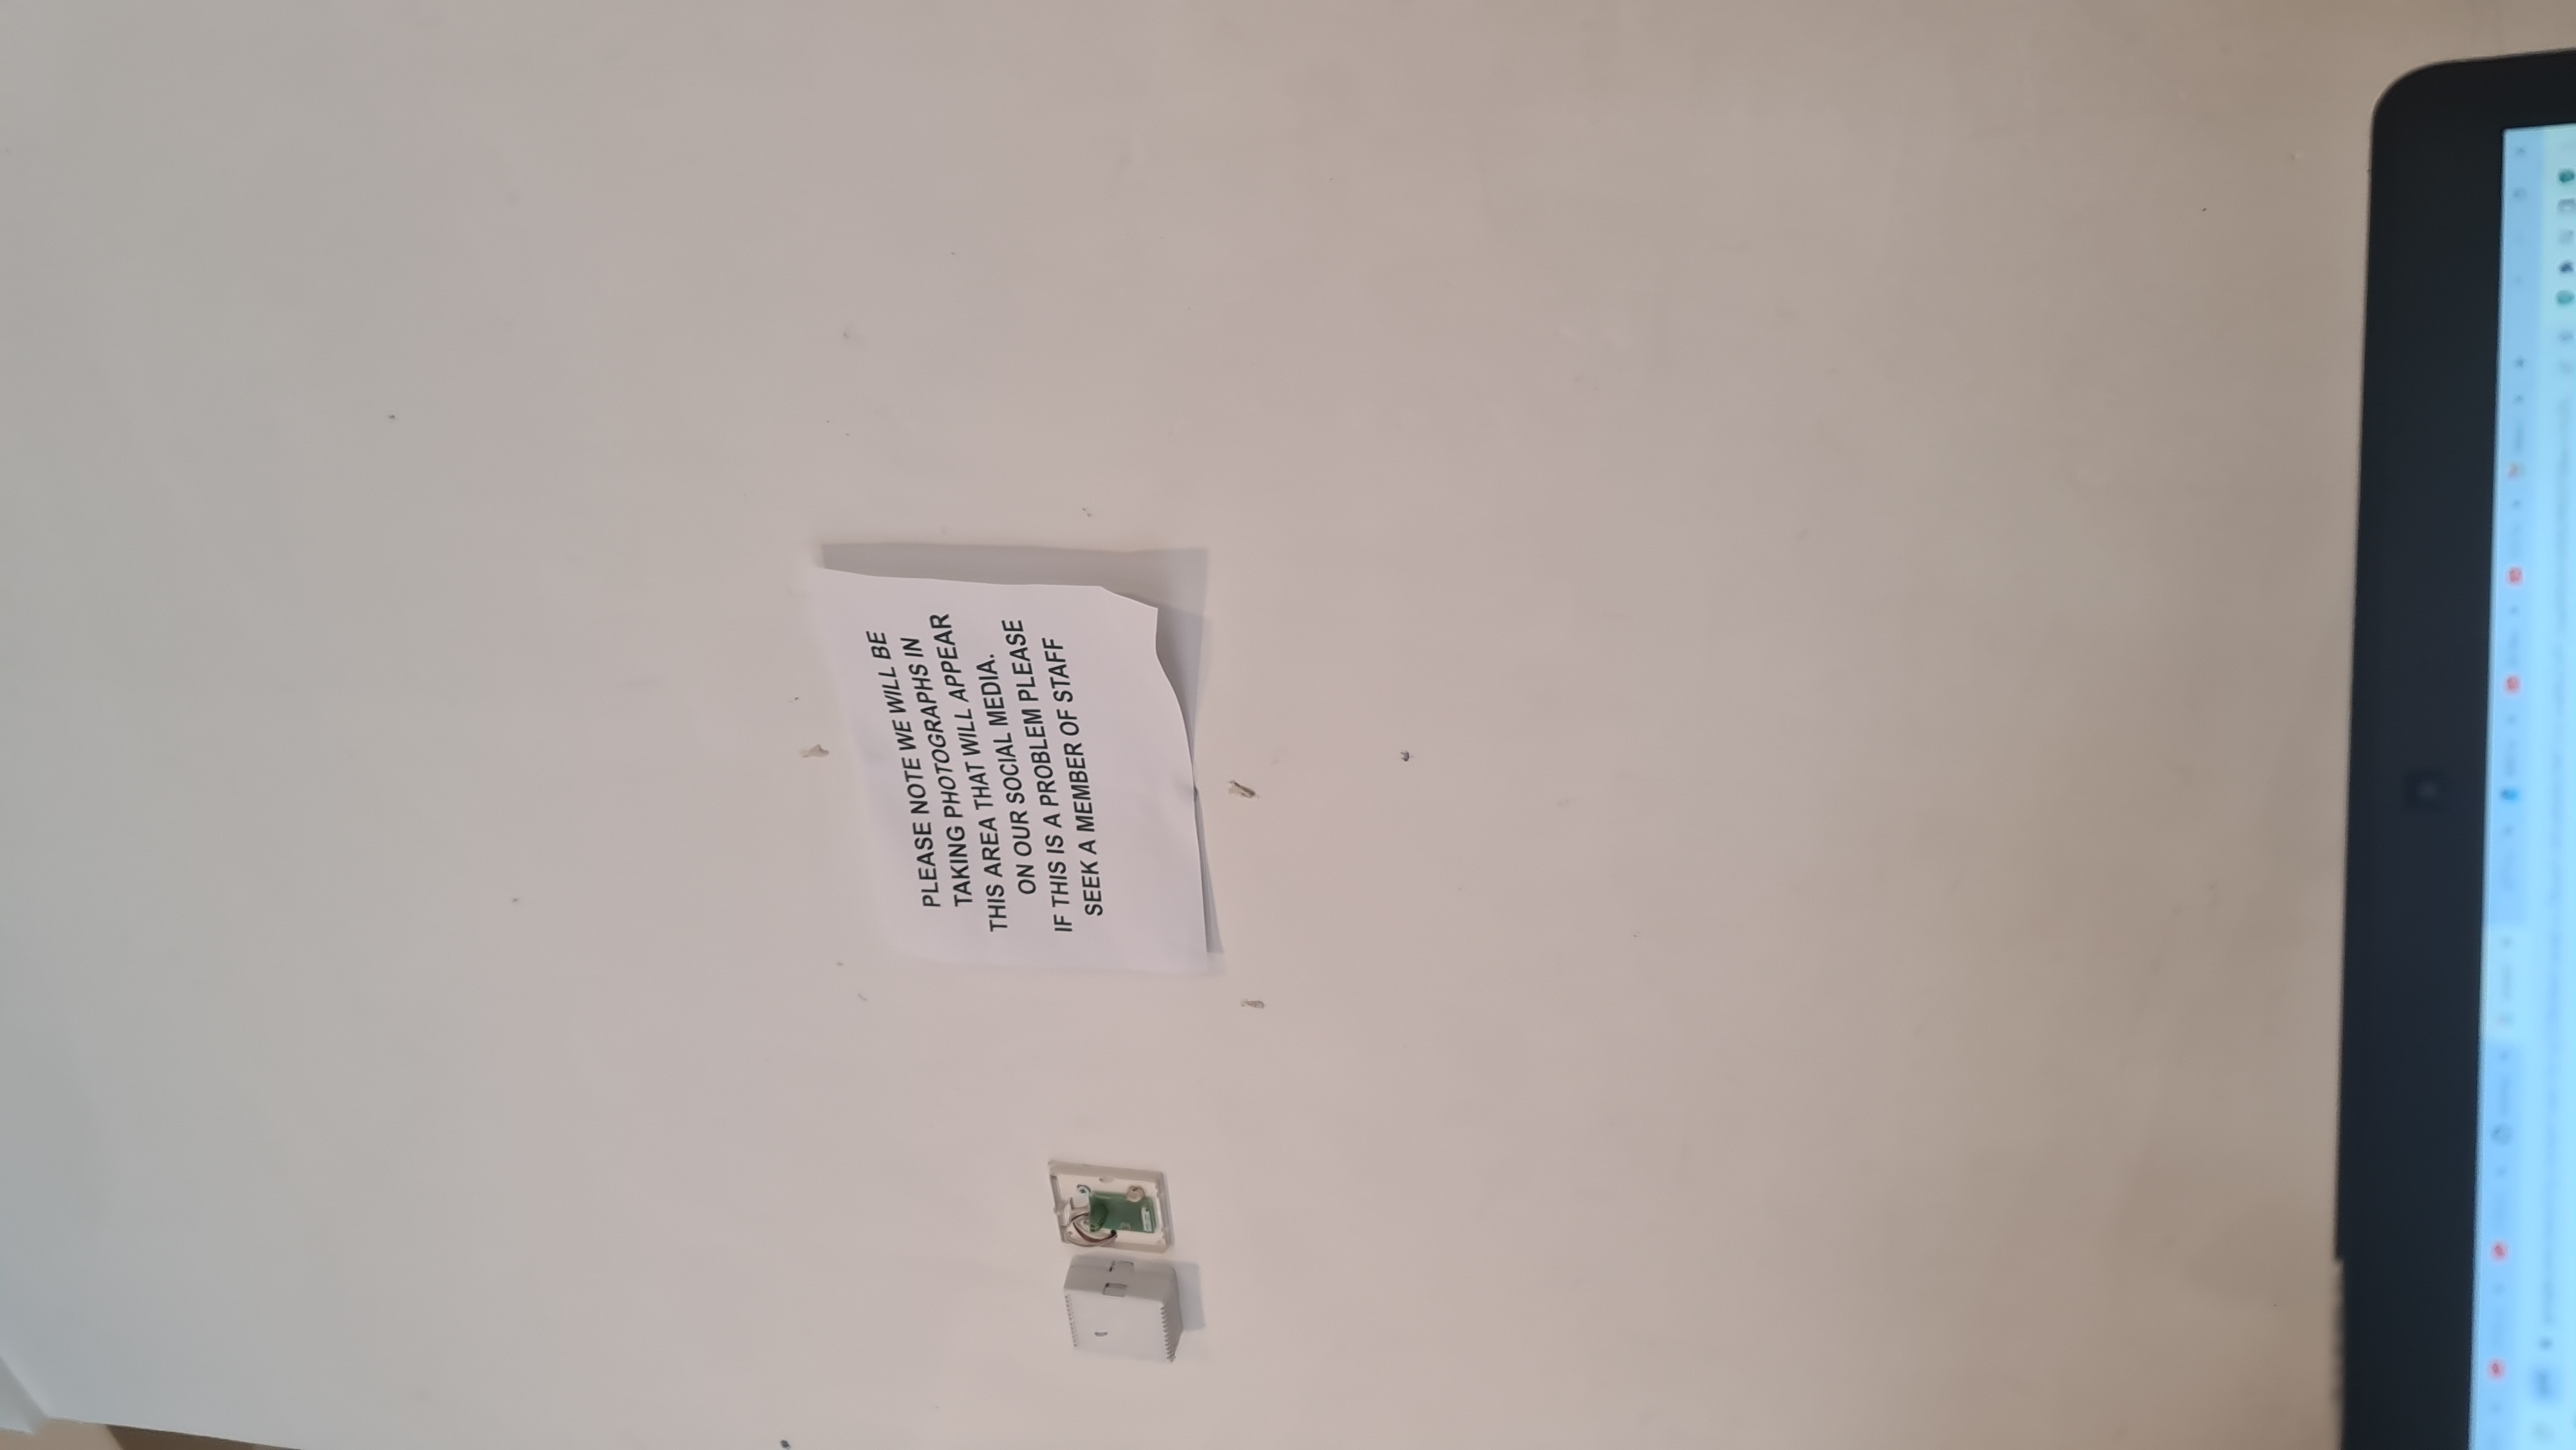 PLEASE NOTE WE WILL BE
TAKING PHOTOGRAPHS IN
THIS AREA THAT WILL APPEAR
ON OUR SOCIAL MEDIA.
IF THIS IS A PROBLEM PLEASE
SEEK A MEMBER OF STAFF